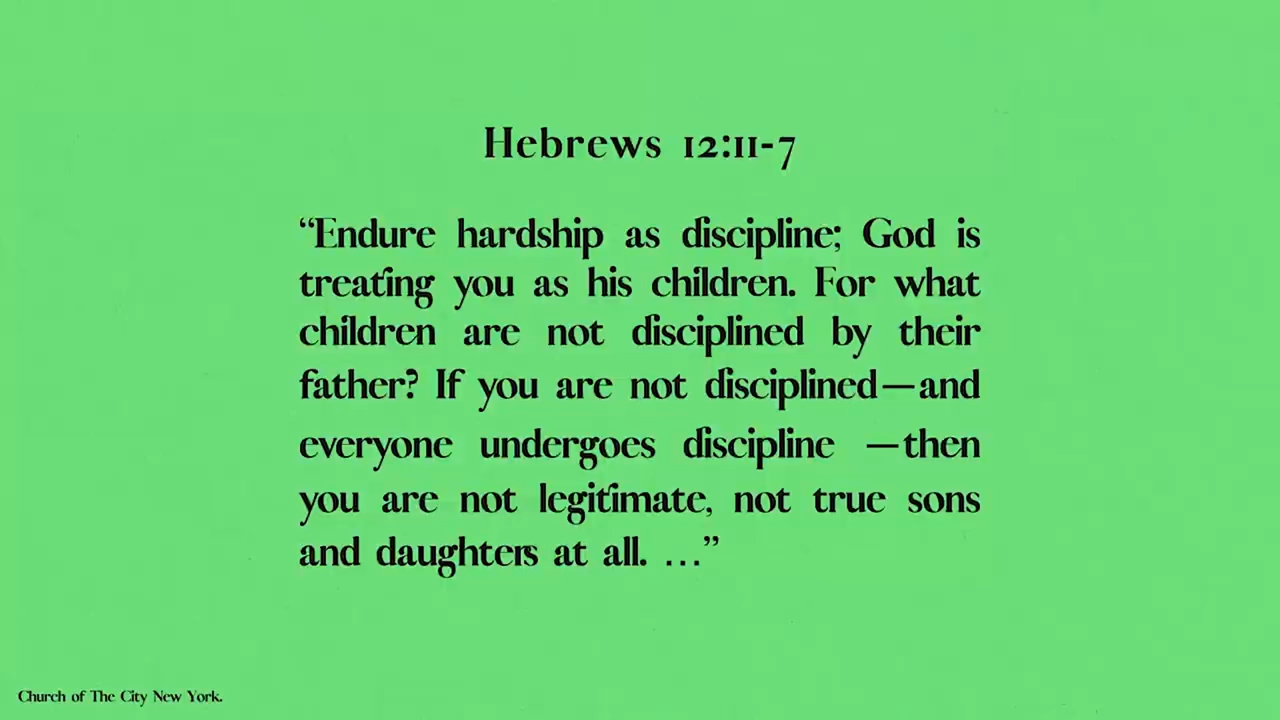 Hebrews 12:11-7
“Endure hardship as discipline; God is
treating you as his children. For what
children are not disciplined by their
father? If you are not disciplined—and
everyone undergoes discipline —then
you are not legitimate, not true sons
and daughters at all. …”
Church of The City New York.